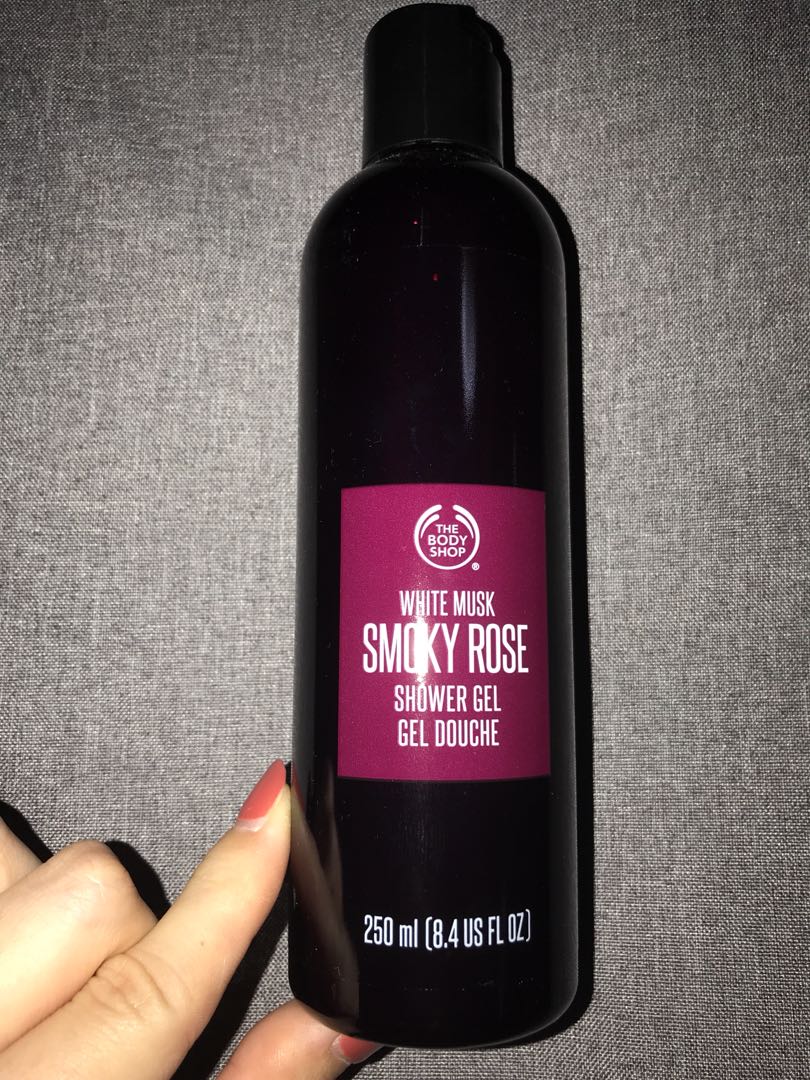 THE
BODY
SHOP
®
WHITE MUSK
SMOKY ROSE
SHOWER GEL
GEL DOUCHE
250 ml (8.4 US FL OZ)